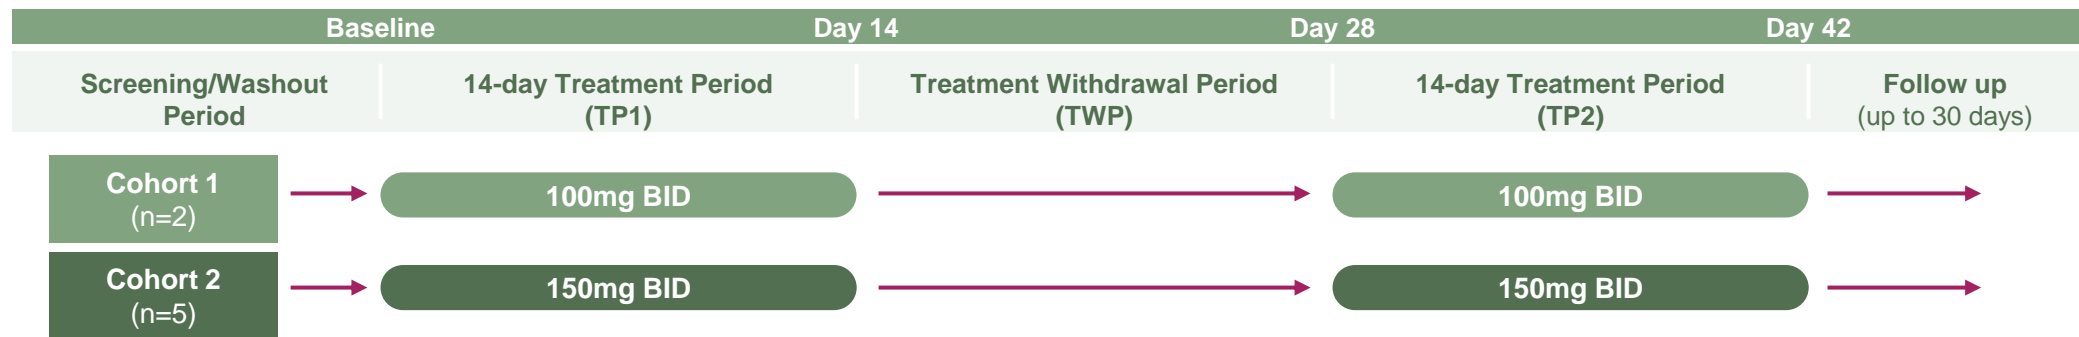 Baseline Day 14 Day 28 Day 42
Screening/Washout
Period
14-day Treatment Period
(TP1)
Treatment Withdrawal Period
(TWP)
14-day Treatment Period
(TP2)
Follow up
(up to 30 days)
Cohort 1
(n=2)
100mg BID
100mg BID
Cohort 2
(n=5)
150mg BID
150mg BID